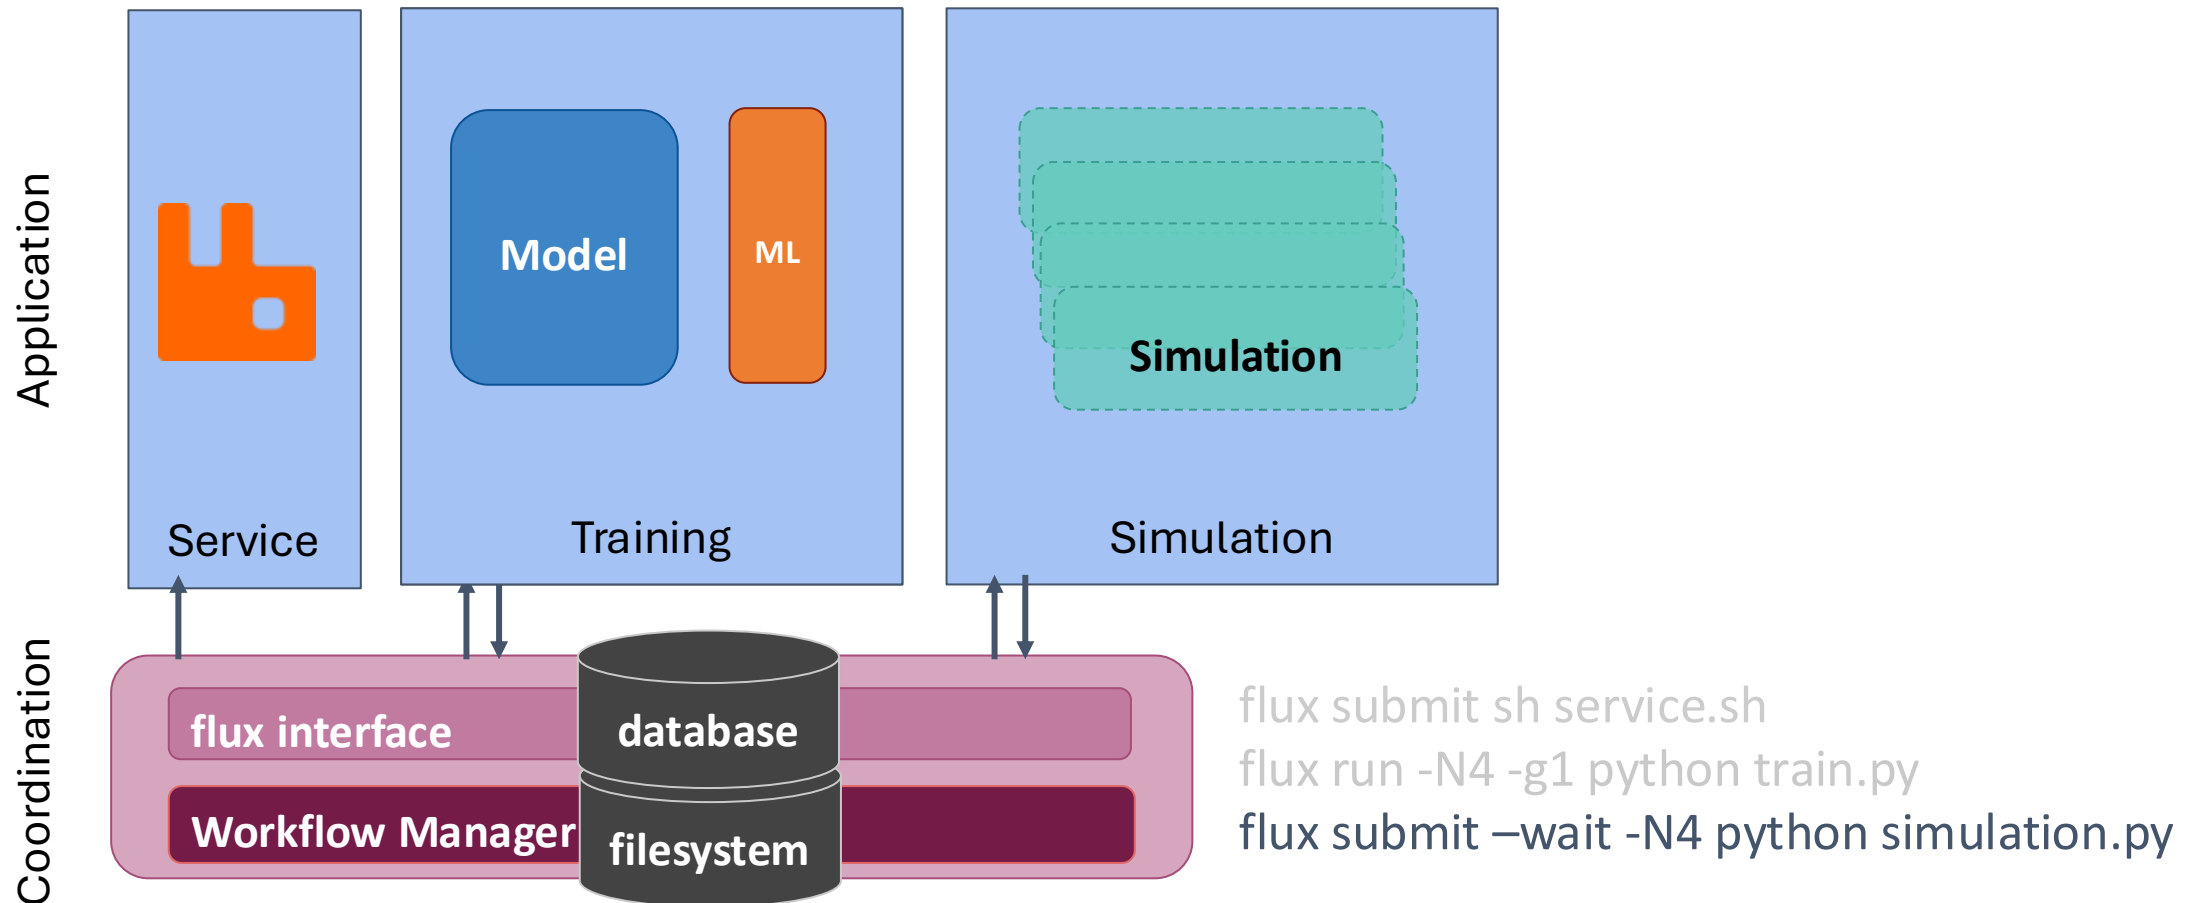 Application
Model
ML
Simulation
Service
Training
Simulation
Coordination
flux interface
database
Workflow Manager
filesystem
flux submit sh service.sh
flux run -N4 -g1 python train.py
flux submit –wait -N4 python simulation.py